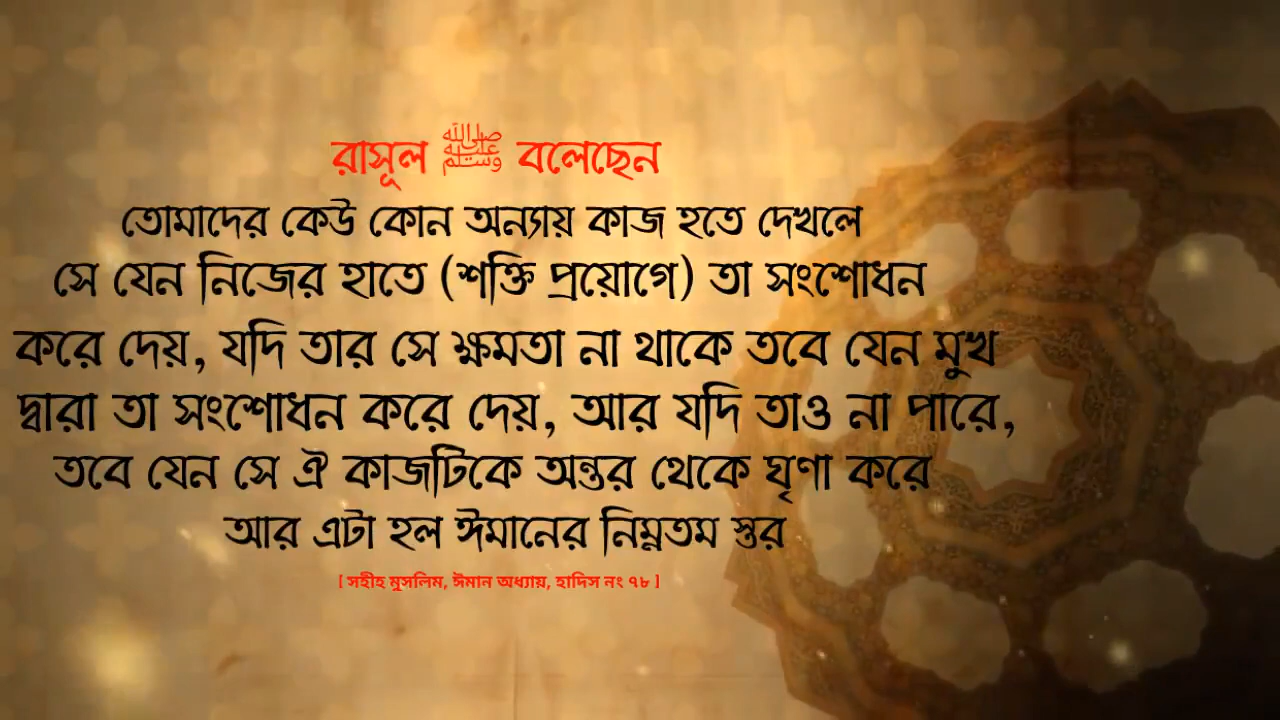 রাসূল ﷺ বলেছেন
তোমাদের কেউ কোন অন্যায় কাজ হতে দেখলে
সে যেন নিজের হাতে (শক্তি প্রয়োগে) তা সংশোধন
করে দেয়, যদি তার সে ক্ষমতা না থাকে তবে যেন মুখ
দ্বারা তা সংশোধন করে দেয়, আর যদি তাও না পারে,
তবে যেন সে ঐ কাজটিকে অন্তর থেকে ঘৃণা করে
আর এটা হল ঈমানের নিম্নতম স্তর
[ সহীহ মুসলিম, ঈমান অধ্যায়, হাদিস নং ৭৮ ]